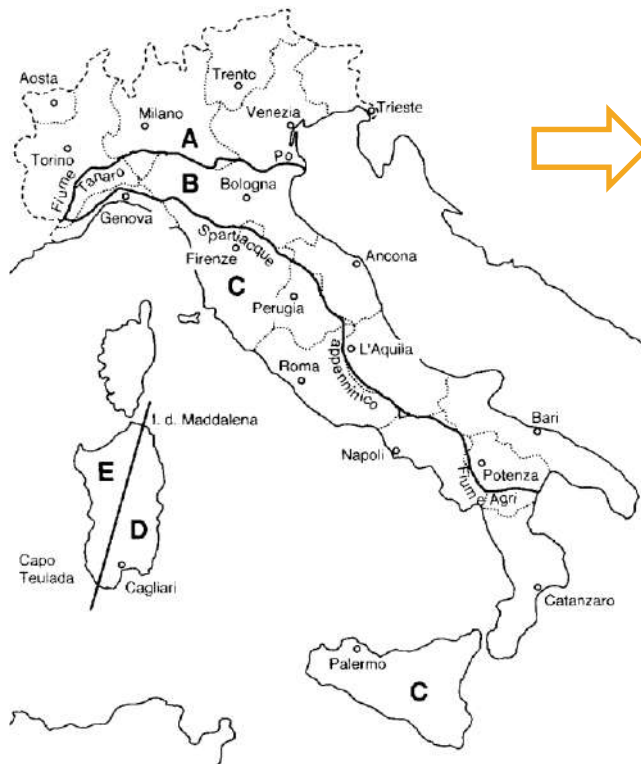 Aosta
Trento
Milano
Venezia
Trieste
A
Torino
Po
Fiume Tanaro
B
Bologna
Genova
Spartiacque appenninico
Firenze
Ancona
C
Perugia
L'Aquila
Roma
I. d. Maddalena
Bari
Napoli
E
Potenza
Fiume Agri
D
Capo
Teulada
Cagliari
Catanzaro
Palermo
C